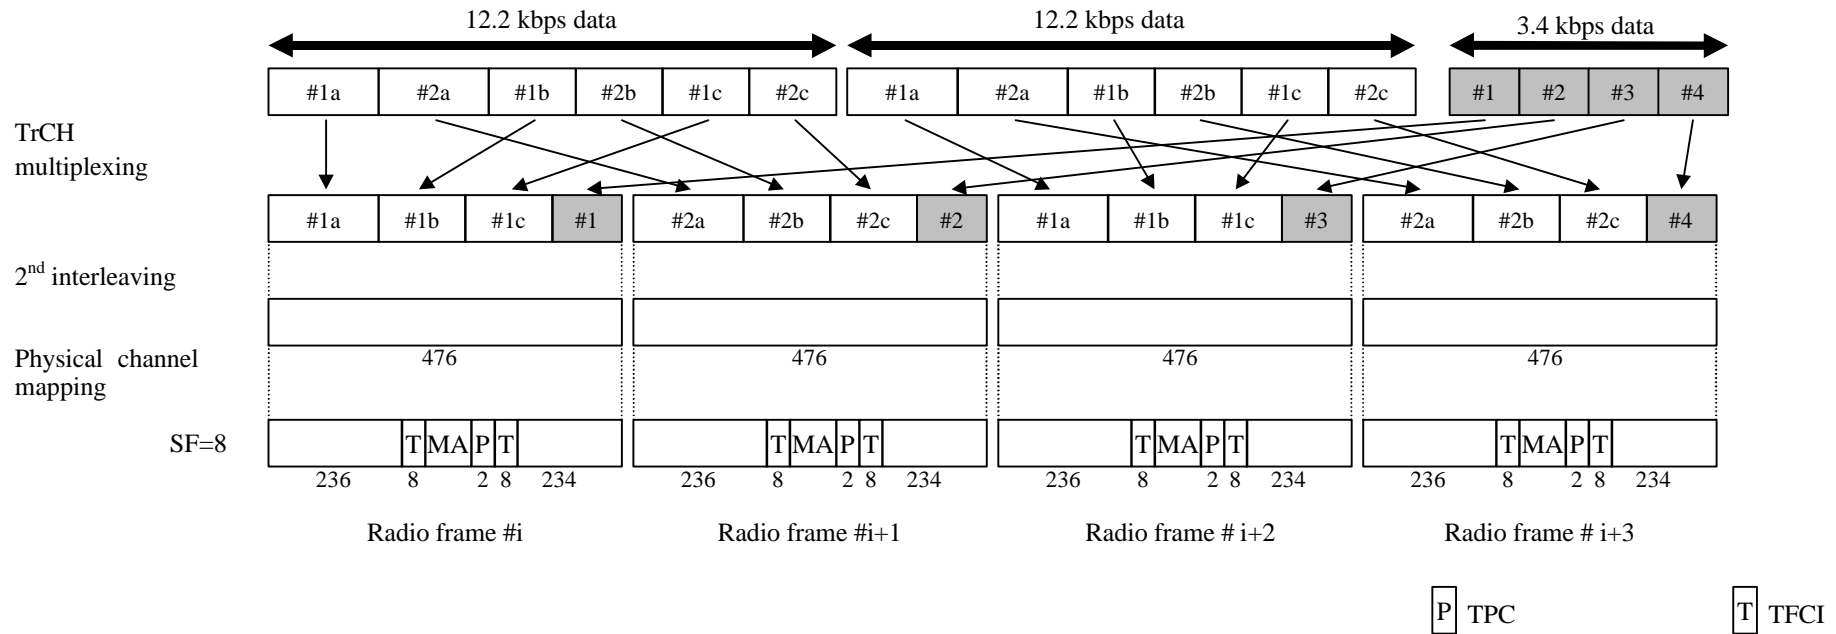 12.2 kbps data 12.2 kbps data 3.4 kbps data
#1a #2a #1b #2b #1c #2c #1a #2a #1b #2b #1c #2c #1 #2 #3 #4
TrCH
multiplexing
#1a #1b #1c #1 #2a #2b #2c #2 #1a #1b #1c #3 #2a #2b #2c #4
2nd interleaving
Physical channel
mapping
476 476 476 476
SF=8
T MA P T T MA P T T MA P T T MA P T
236 8 2 8 234 236 8 2 8 234 236 8 2 8 234 236 8 2 8 234
Radio frame #i Radio frame #i+1 Radio frame # i+2 Radio frame # i+3
P TPC T TFCI